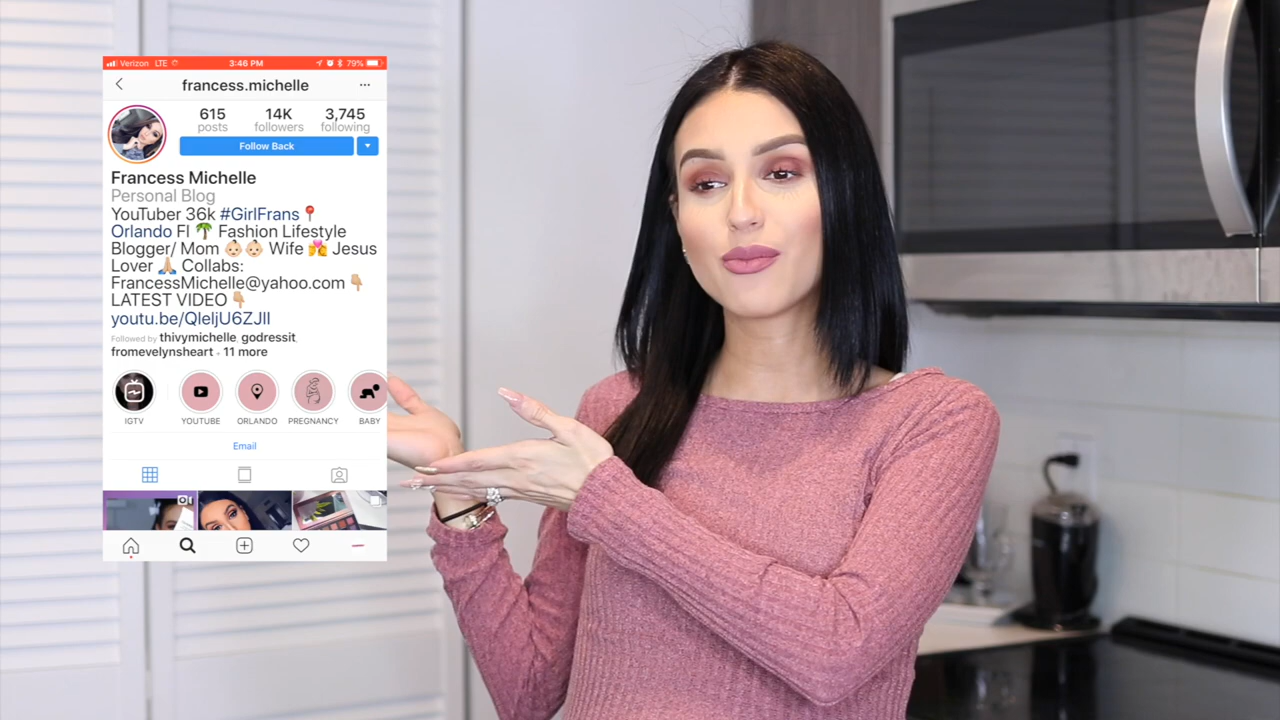 Verizon LTE 3:46 PM 79%
francess.michelle
615 14K 3,745
posts followers following
Follow Back
Francess Michelle
Personal Blog
YouTuber 36k #GirlFrans📍
Orlando Fl 🌴 Fashion Lifestyle
Blogger/ Mom 👶🏻👶🏻 Wife 💏 Jesus
Lover 🙏🏼 Collabs:
FrancessMichelle@yahoo.com 👇🏼
LATEST VIDEO 👇🏼
youtu.be/QleljU6ZJlI
Followed by thivymichelle, godressit,
fromevelynsheart + 11 more
IGTV YOUTUBE ORLANDO PREGNANCY BABY
Email